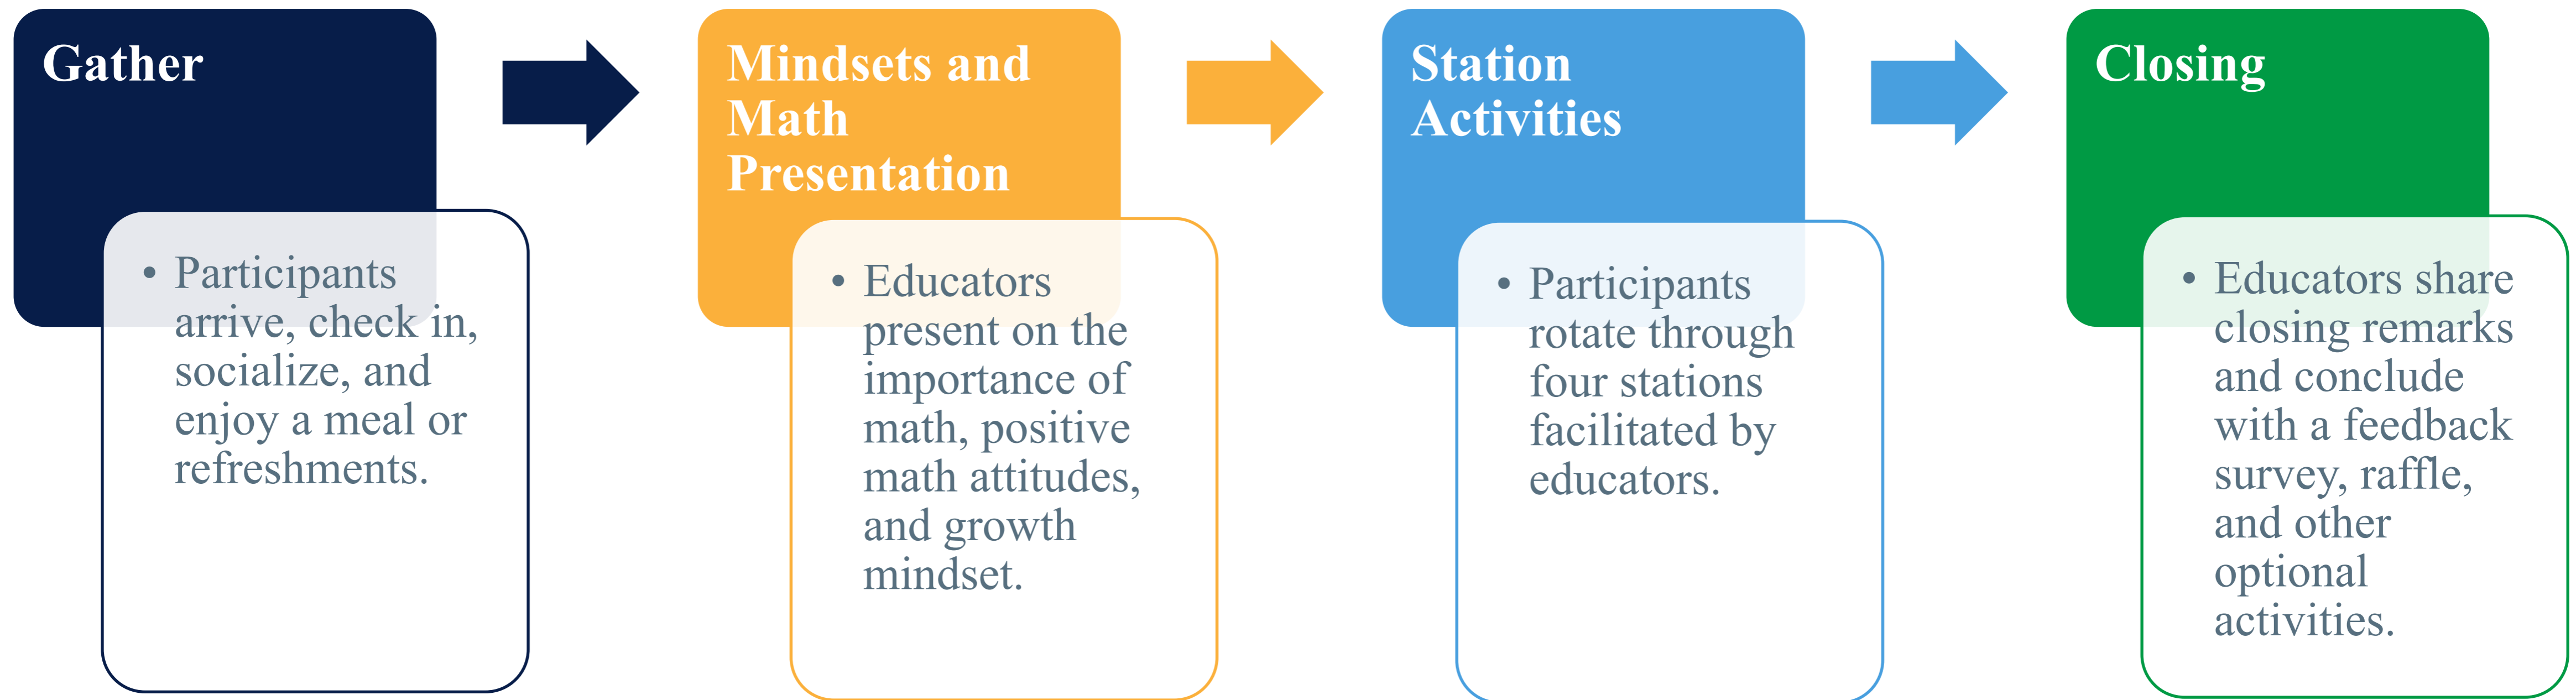 Gather
• Participants
arrive, check in,
socialize, and
enjoy a meal or
refreshments.
Mindsets and
Math
Presentation
• Educators
present on the
importance of
math, positive
math attitudes,
and growth
mindset.
Station
Activities
• Participants
rotate through
four stations
facilitated by
educators.
Closing
• Educators share
closing remarks
and conclude
with a feedback
survey, raffle,
and other
optional
activities.